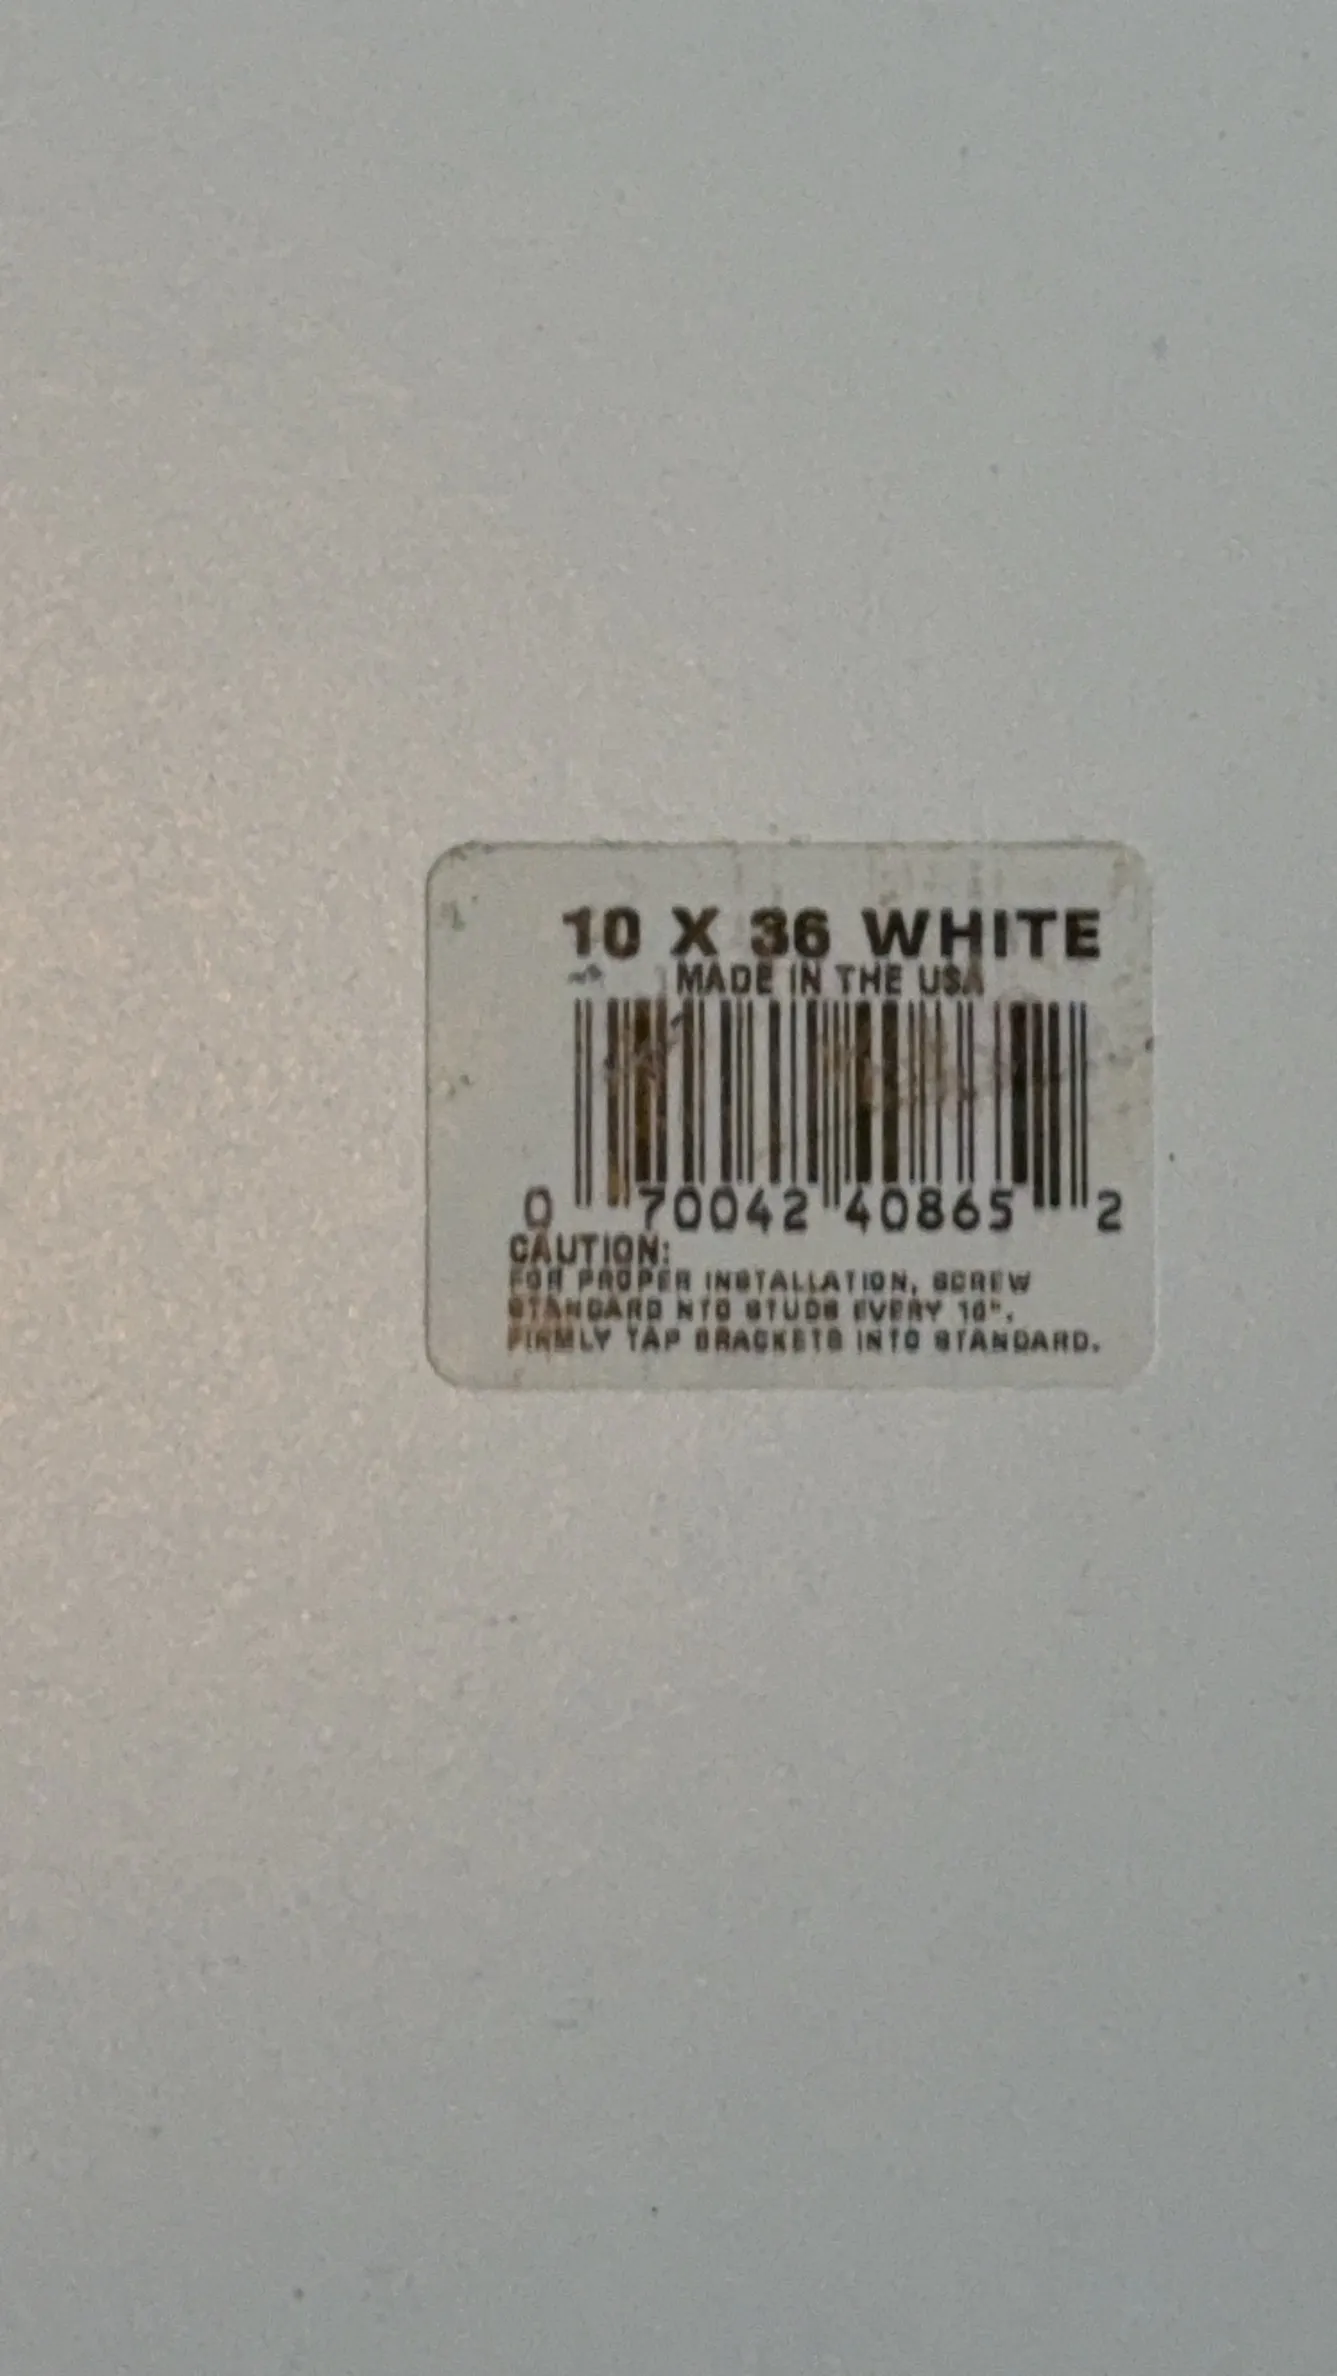 10 X 36 WHITE
MADE IN THE USA
0 70042 40865 2
CAUTION:
FOR PROPER INSTALLATION, SCREW
STANDARD NTO STUDS EVERY 10".
FIRMLY TAP BRACKETS INTO STANDARD.